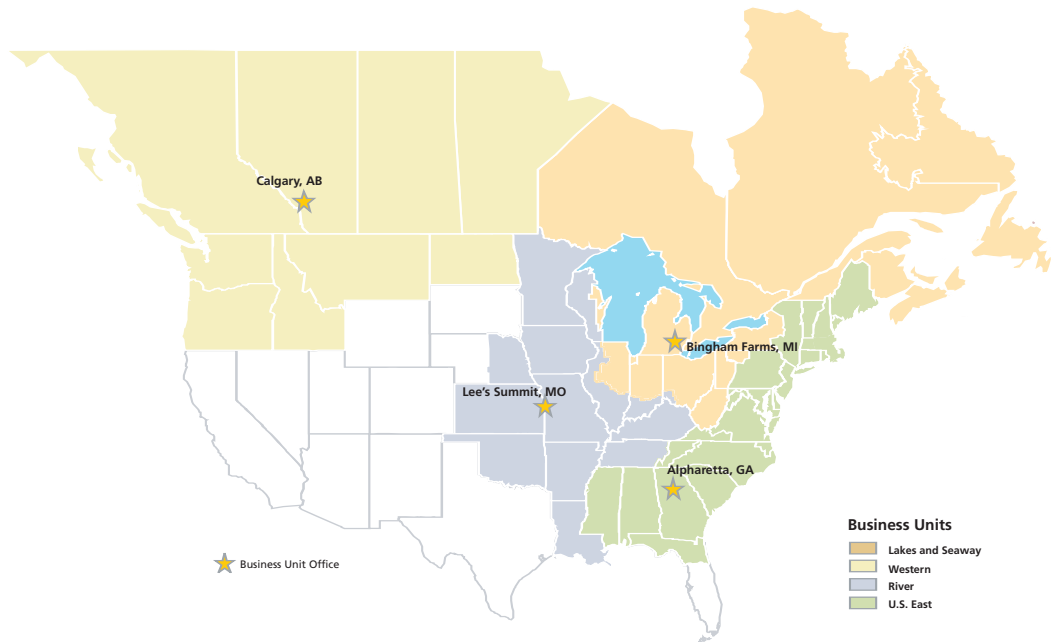 Calgary, AB
Bingham Farms, MI
Lee's Summit, MO
Alpharetta, GA
Business Unit Office
Business Units
Lakes and Seaway
Western
River
U.S. East